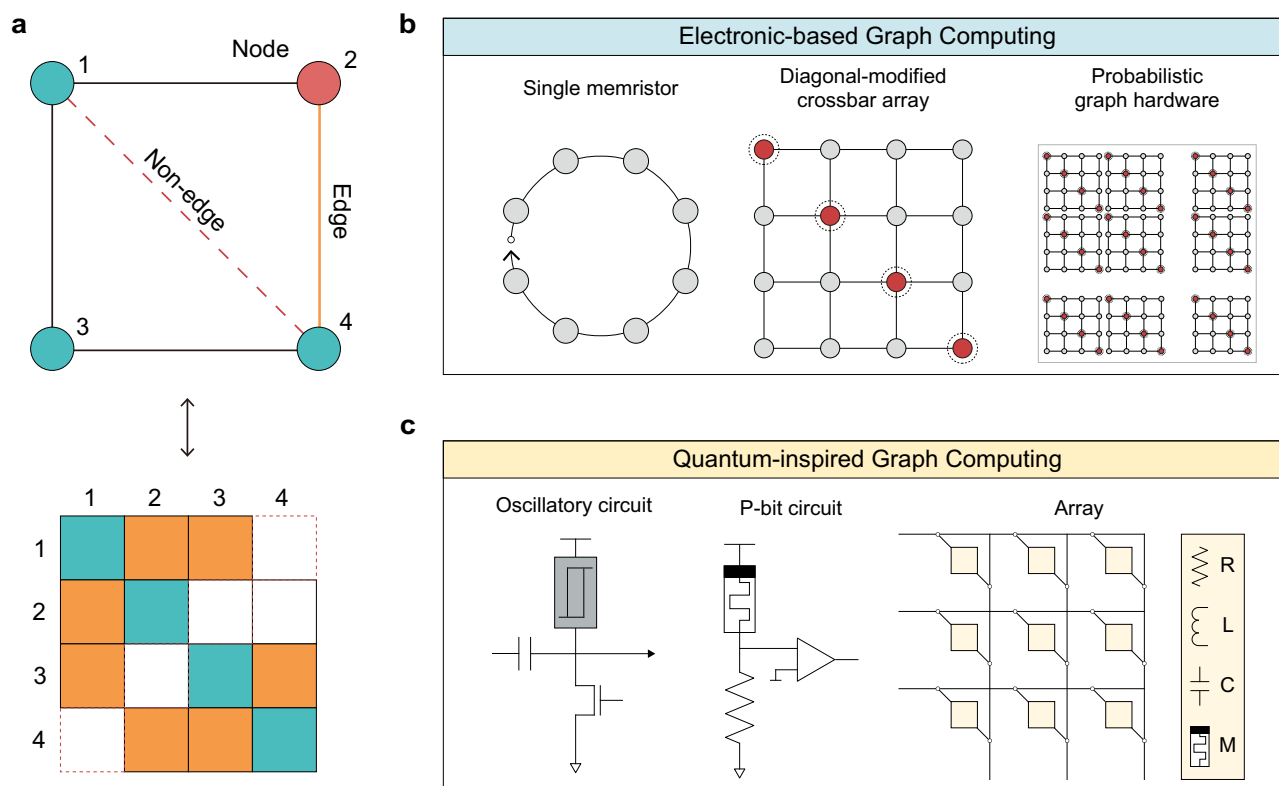 a
1
Node
2
Non-edge
Edge
3
4
1 2 3 4
1
2
3
4
b
Electronic-based Graph Computing
Single memristor
Diagonal-modified
crossbar array
Probabilistic
graph hardware
c
Quantum-inspired Graph Computing
Oscillatory circuit
P-bit circuit
Array
R
L
C
M